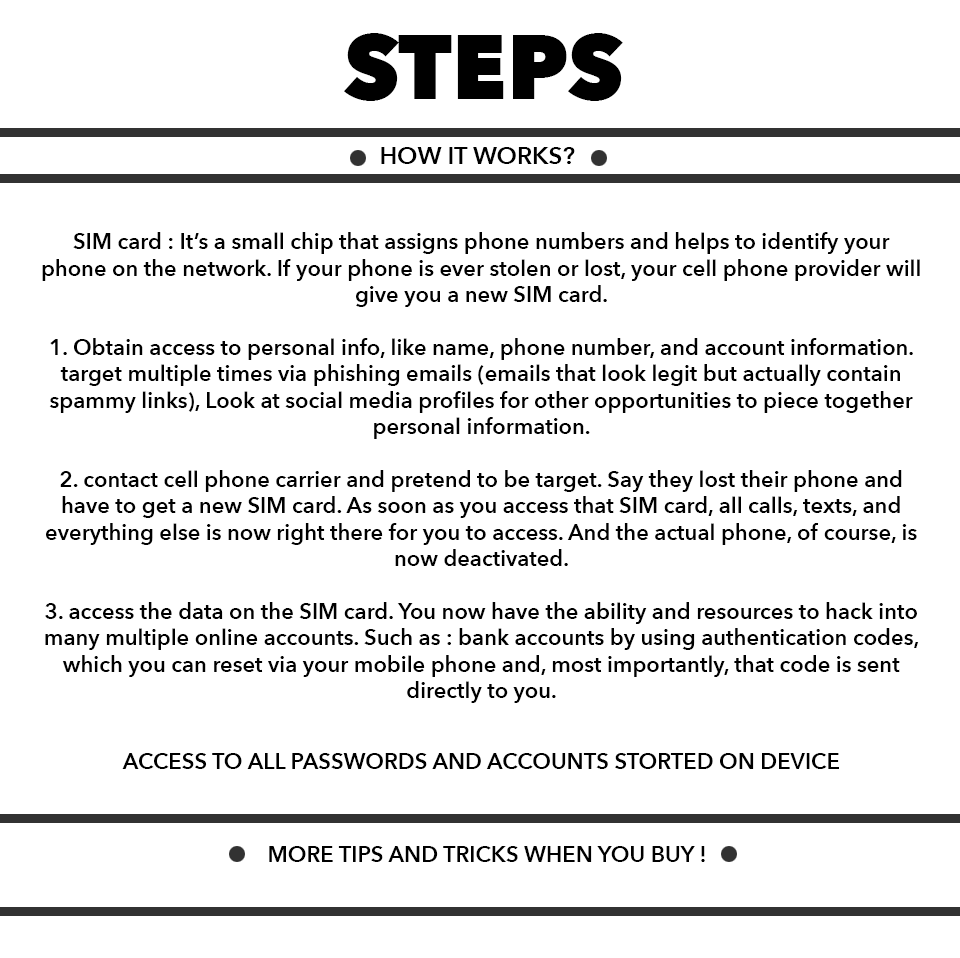 STEPS
HOW IT WORKS?
SIM card : It's a small chip that assigns phone numbers and helps to identify your
phone on the network. If your phone is ever stolen or lost, your cell phone provider will
give you a new SIM card.
1. Obtain access to personal info, like name, phone number, and account information.
target multiple times via phishing emails (emails that look legit but actually contain
spammy links), Look at social media profiles for other opportunities to piece together
personal information.
2. contact cell phone carrier and pretend to be target. Say they lost their phone and
have to get a new SIM card. As soon as you access that SIM card, all calls, texts, and
everything else is now right there for you to access. And the actual phone, of course, is
now deactivated.
3. access the data on the SIM card. You now have the ability and resources to hack into
many multiple online accounts. Such as : bank accounts by using authentication codes,
which you can reset via your mobile phone and, most importantly, that code is sent
directly to you.
ACCESS TO ALL PASSWORDS AND ACCOUNTS STORTED ON DEVICE
MORE TIPS AND TRICKS WHEN YOU BUY !